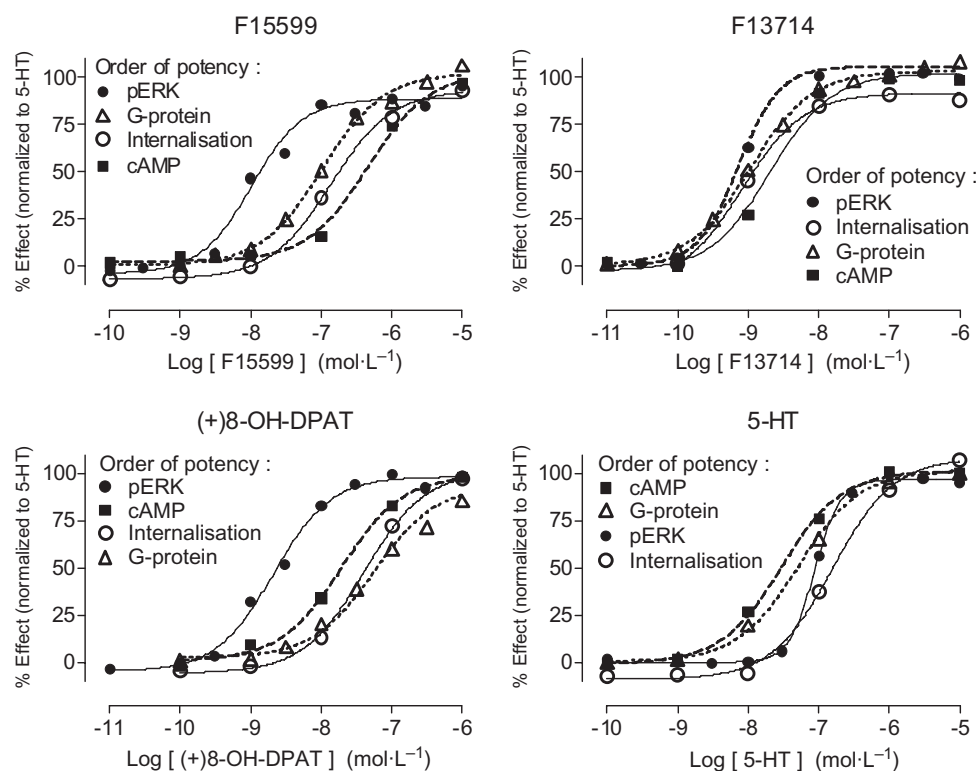 F15599
% Effect (normalized to 5-HT)
100
75
50
25
0
Order of potency :
pERK
G-protein
Internalisation
cAMP
-10 -9 -8 -7 -6 -5
Log [ F15599 ] (mol·L⁻¹)
F13714
% Effect (normalized to 5-HT)
100
75
50
25
0
Order of potency :
pERK
Internalisation
G-protein
cAMP
-11 -10 -9 -8 -7 -6
Log [ F13714 ] (mol·L⁻¹)
(+)8-OH-DPAT
% Effect (normalized to 5-HT)
100
75
50
25
0
Order of potency :
pERK
cAMP
Internalisation
G-protein
-11 -10 -9 -8 -7 -6
Log [ (+)8-OH-DPAT ] (mol·L⁻¹)
5-HT
% Effect (normalized to 5-HT)
100
75
50
25
0
Order of potency :
cAMP
G-protein
pERK
Internalisation
-10 -9 -8 -7 -6 -5
Log [ 5-HT ] (mol·L⁻¹)